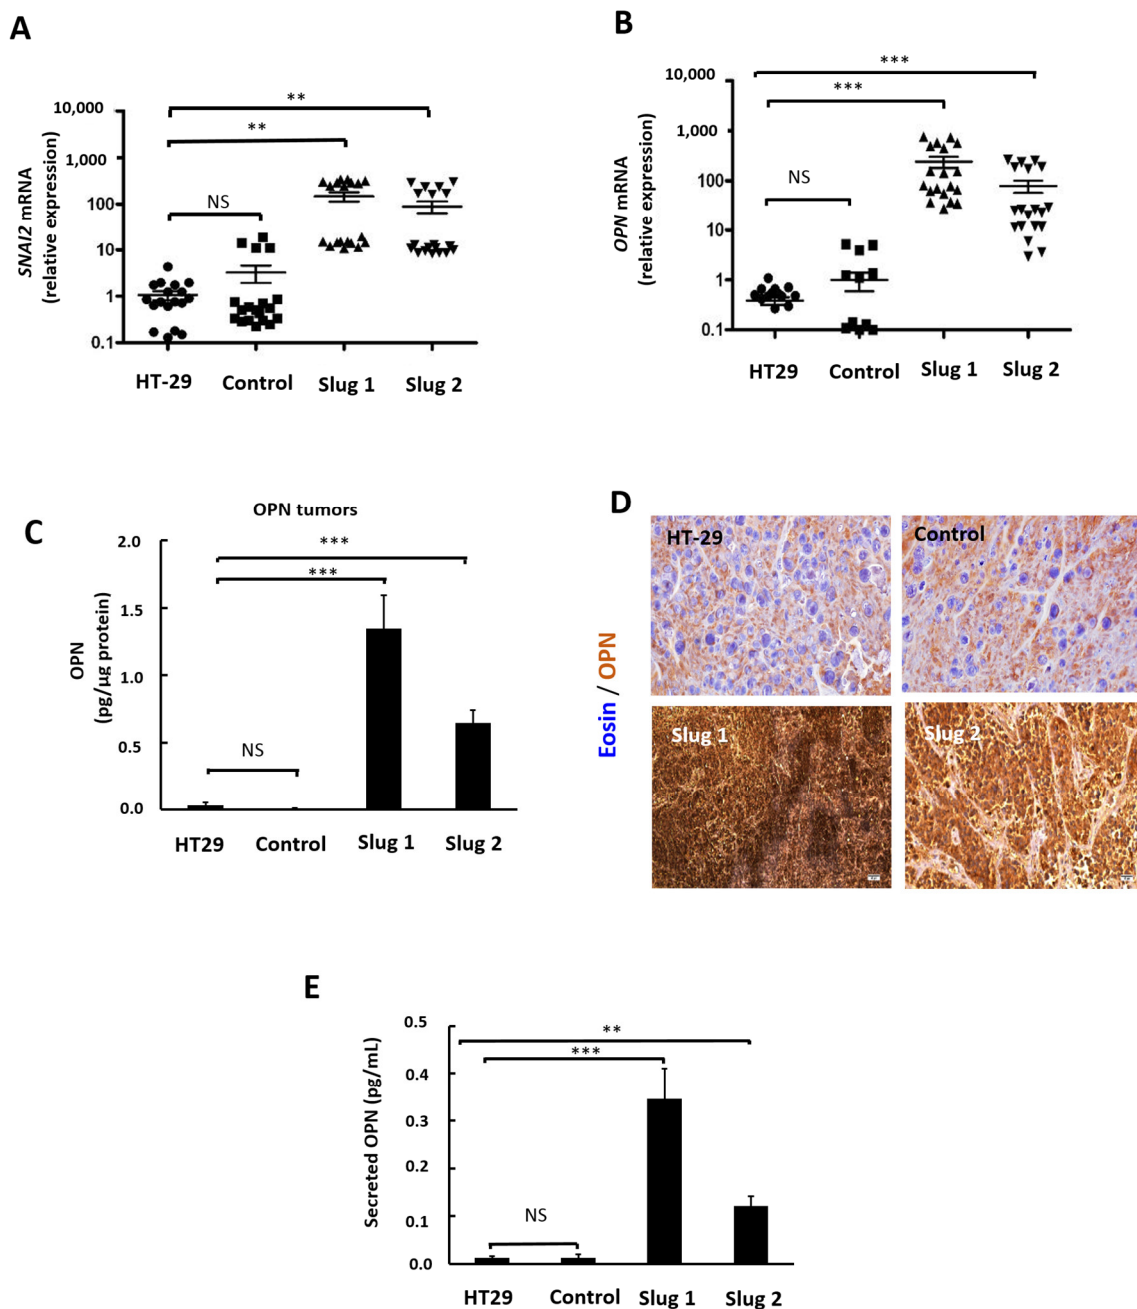 A
SNAI2 mRNA
(relative expression)
10,000
1,000
100
10
1
0.1
**
**
NS
HT-29 Control Slug 1 Slug 2
B
OPN mRNA
(relative expression)
10,000
1,000
100
10
1
0.1
***
***
NS
HT29 Control Slug 1 Slug 2
C
OPN tumors
OPN
(pg/µg protein)
2.0
1.5
1.0
0.5
0.0
***
***
NS
HT29 Control Slug 1 Slug 2
D
Eosin / OPN
HT-29
Control
Slug 1
Slug 2
E
Secreted OPN (pg/mL)
0.5
0.4
0.3
0.2
0.1
0.0
**
***
NS
HT29 Control Slug 1 Slug 2